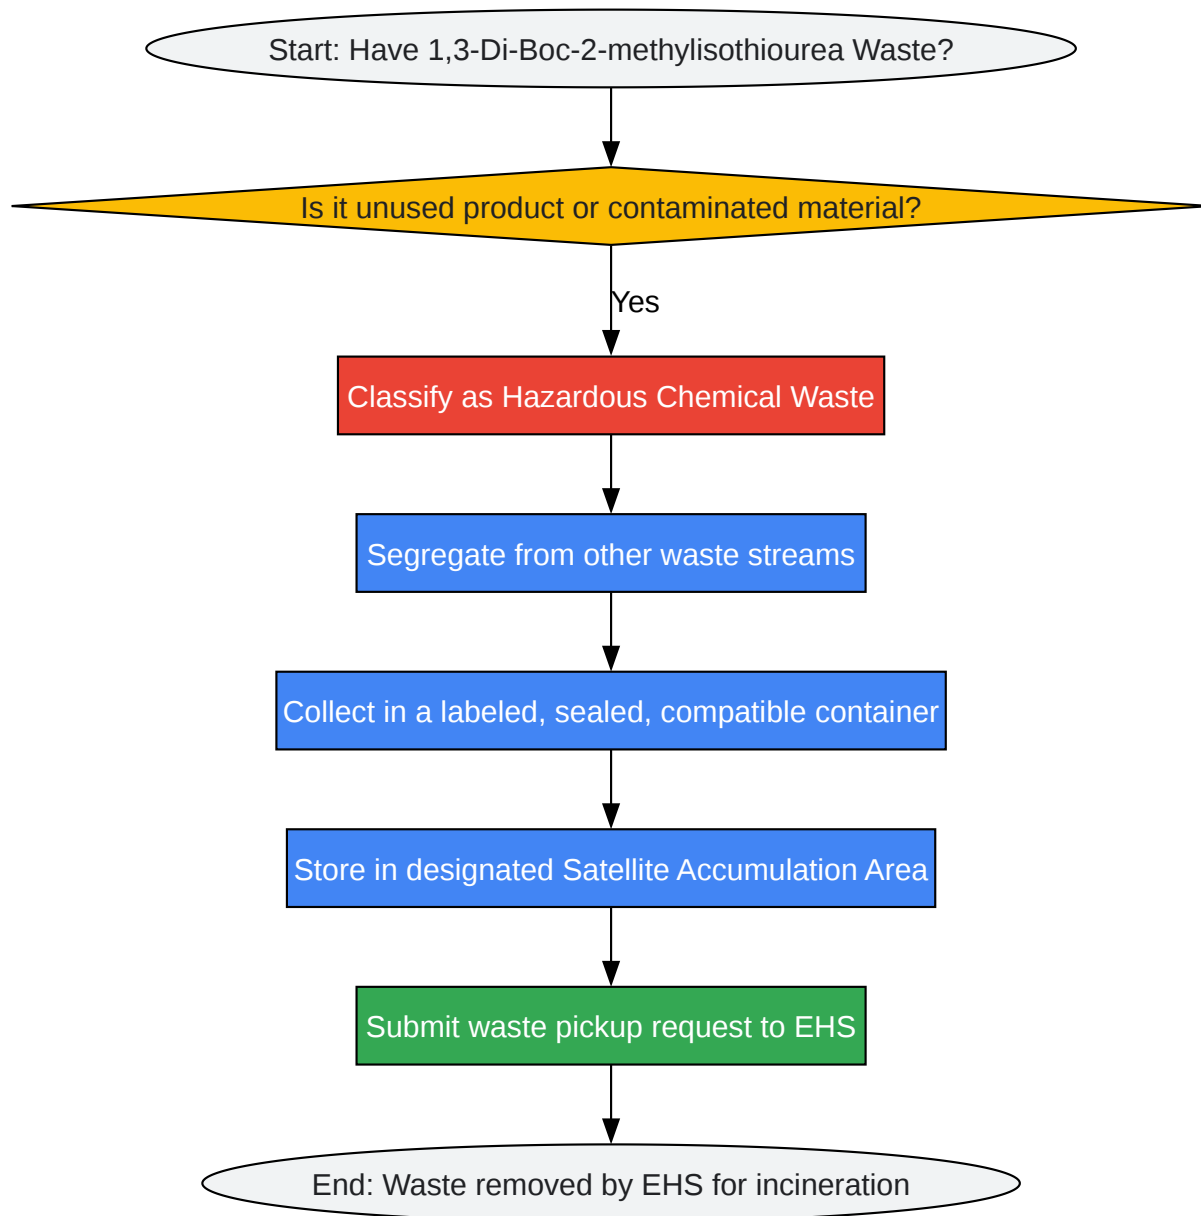 Start: Have 1,3-Di-Boc-2-methylisothiourea Waste?
Is it unused product or contaminated material?
Yes
Classify as Hazardous Chemical Waste
Segregate from other waste streams
Collect in a labeled, sealed, compatible container
Store in designated Satellite Accumulation Area
Submit waste pickup request to EHS
End: Waste removed by EHS for incineration